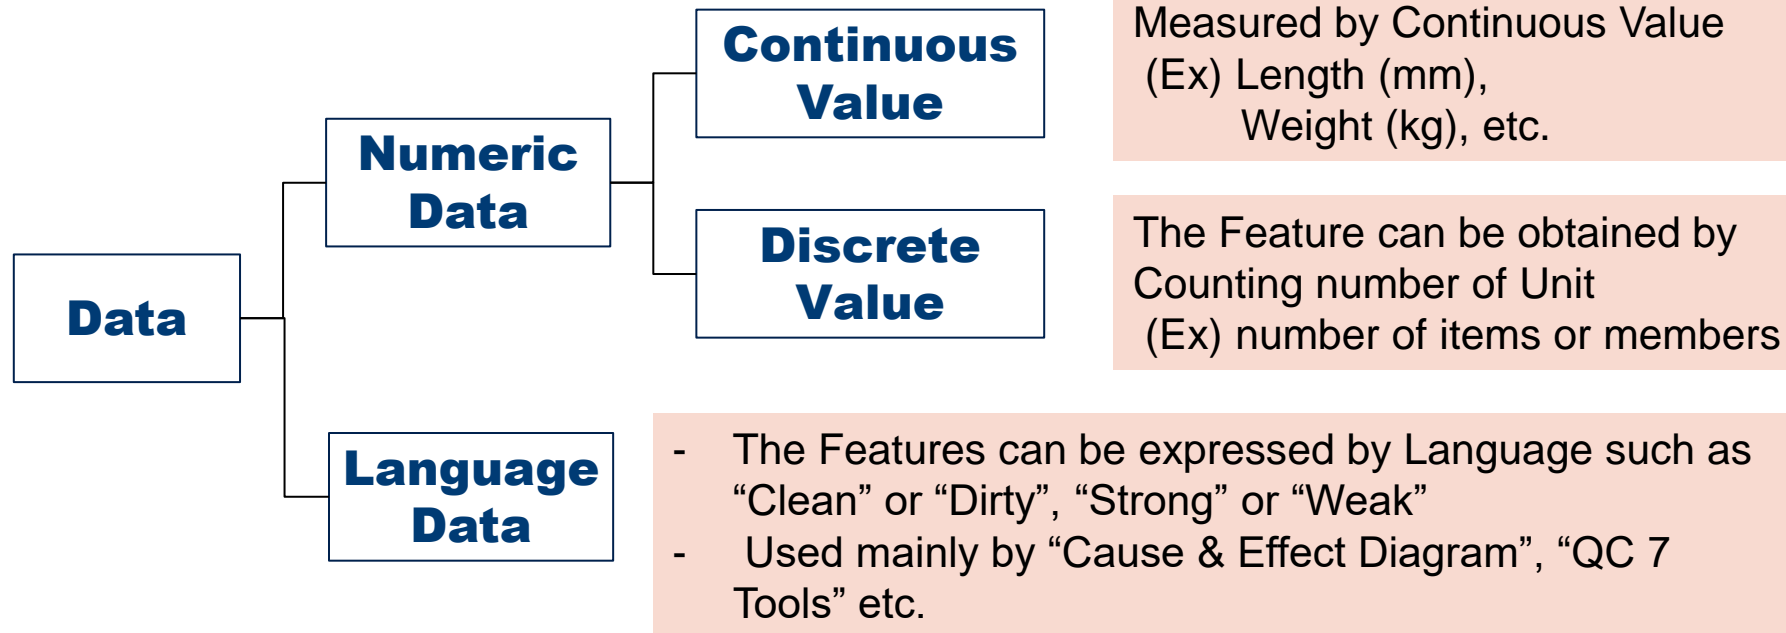 Continuous
Value
Measured by Continuous Value
(Ex) Length (mm),
Weight (kg), etc.
Numeric
Data
Discrete
Value
The Feature can be obtained by
Counting number of Unit
(Ex) number of items or members
Data
Language
Data
- The Features can be expressed by Language such as
“Clean” or “Dirty”, “Strong” or “Weak”
- Used mainly by “Cause & Effect Diagram”, “QC 7
Tools” etc.